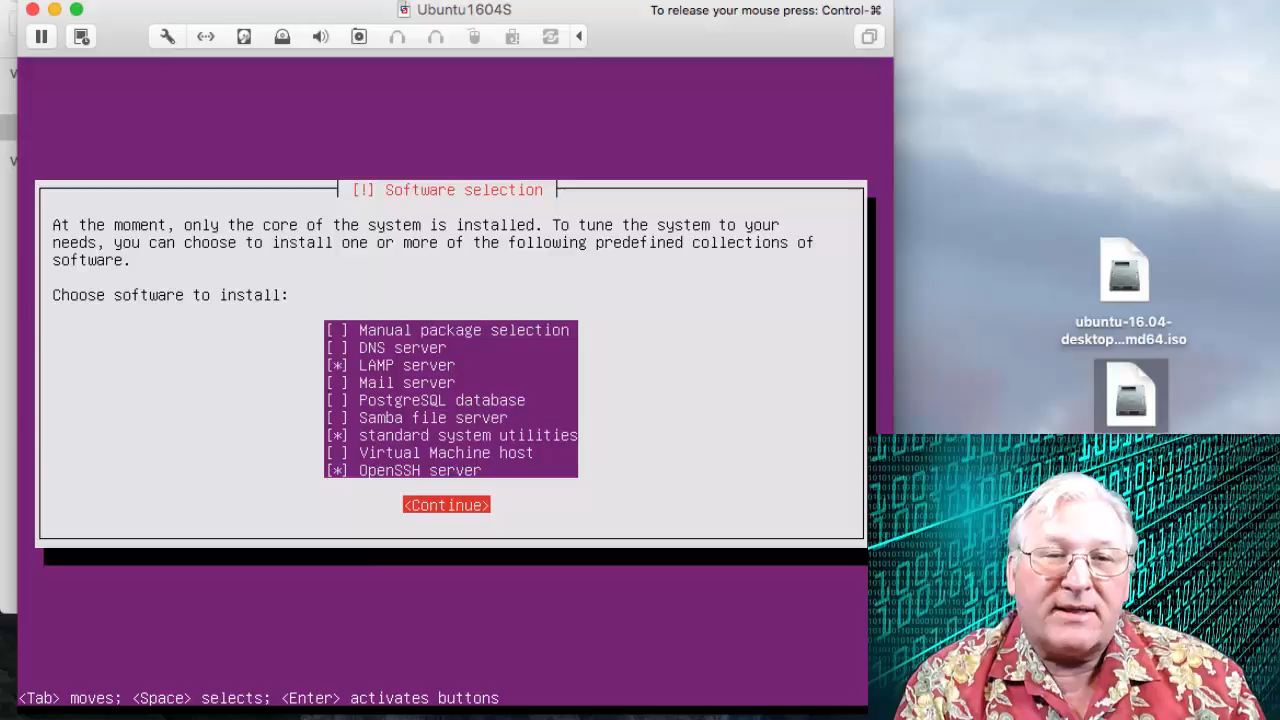 Ubuntu1604S
To release your mouse press: Control-⌘
[!] Software selection
At the moment, only the core of the system is installed. To tune the system to your
needs, you can choose to install one or more of the following predefined collections of
software.
Choose software to install:
[ ] Manual package selection
[ ] DNS server
[*] LAMP server
[ ] Mail server
[ ] PostgreSQL database
[ ] Samba file server
[*] standard system utilities
[ ] Virtual Machine host
[*] OpenSSH server
<Continue>
<Tab> moves; <Space> selects; <Enter> activates buttons
ubuntu-16.04-
desktop...md64.iso